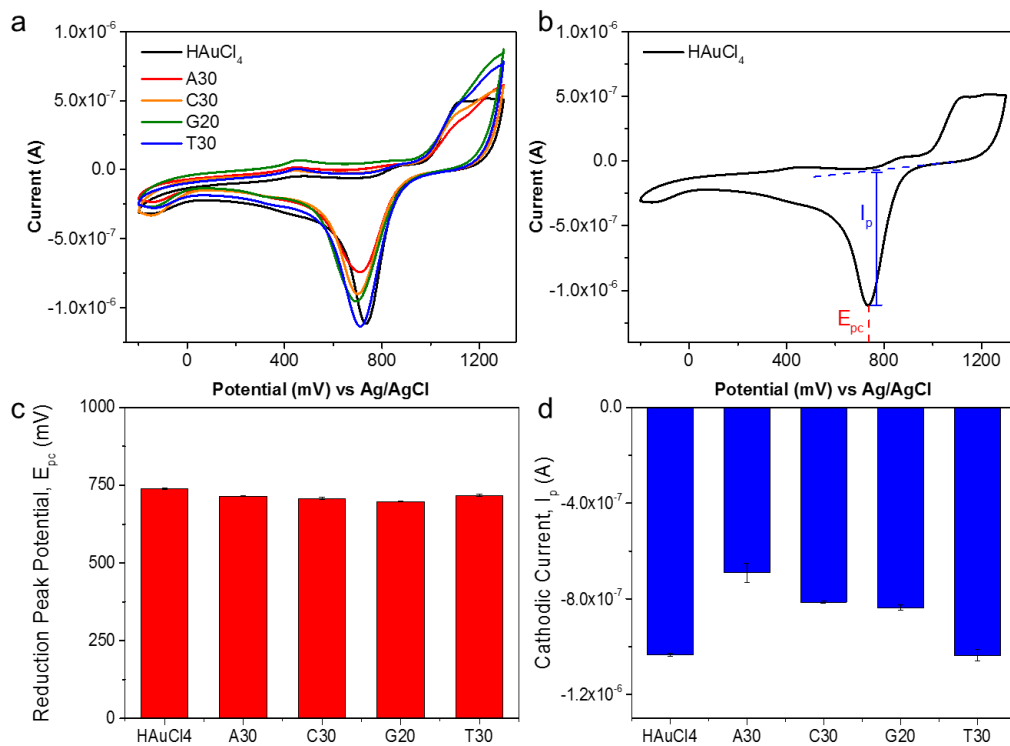 a
1.0x10⁻⁶
5.0x10⁻⁷
0.0
-5.0x10⁻⁷
-1.0x10⁻⁶
Current (A)
HAuCl₄
A30
C30
G20
T30
0 400 800 1200
Potential (mV) vs Ag/AgCl
b
1.0x10⁻⁶
5.0x10⁻⁷
0.0
-5.0x10⁻⁷
-1.0x10⁻⁶
Current (A)
HAuCl₄
Iₚ
E_pc
0 400 800 1200
Potential (mV) vs Ag/AgCl
c
1000
750
500
250
0
Reduction Peak Potential, E_pc (mV)
HAuCl4 A30 C30 G20 T30
d
0.0
-4.0x10⁻⁷
-8.0x10⁻⁷
-1.2x10⁻⁶
Cathodic Current, Iₚ (A)
HAuCl4 A30 C30 G20 T30